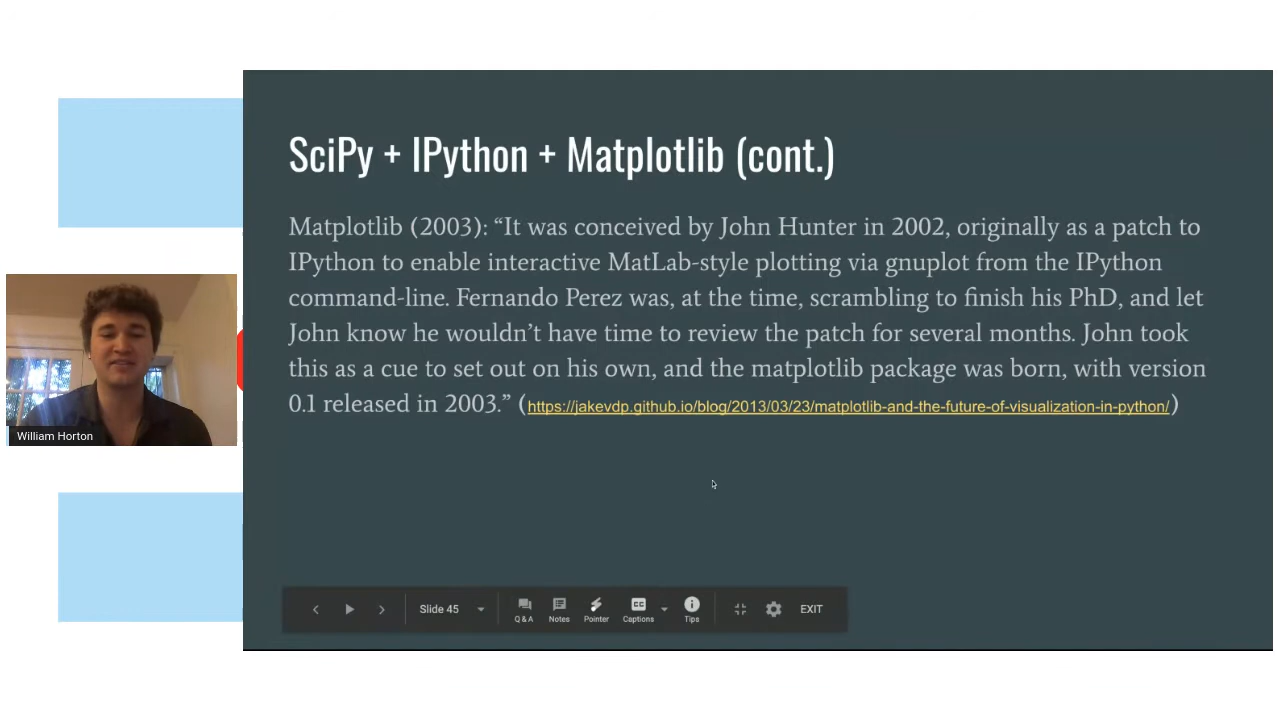 SciPy + IPython + Matplotlib (cont.)
Matplotlib (2003): “It was conceived by John Hunter in 2002, originally as a patch to
IPython to enable interactive MatLab-style plotting via gnuplot from the IPython
command-line. Fernando Perez was, at the time, scrambling to finish his PhD, and let
John know he wouldn’t have time to review the patch for several months. John took
this as a cue to set out on his own, and the matplotlib package was born, with version
0.1 released in 2003.” (https://jakevdp.github.io/blog/2013/03/23/matplotlib-and-the-future-of-visualization-in-python/)
William Horton
Slide 45
Q & A
Notes
Pointer
CC
Captions
Tips
EXIT